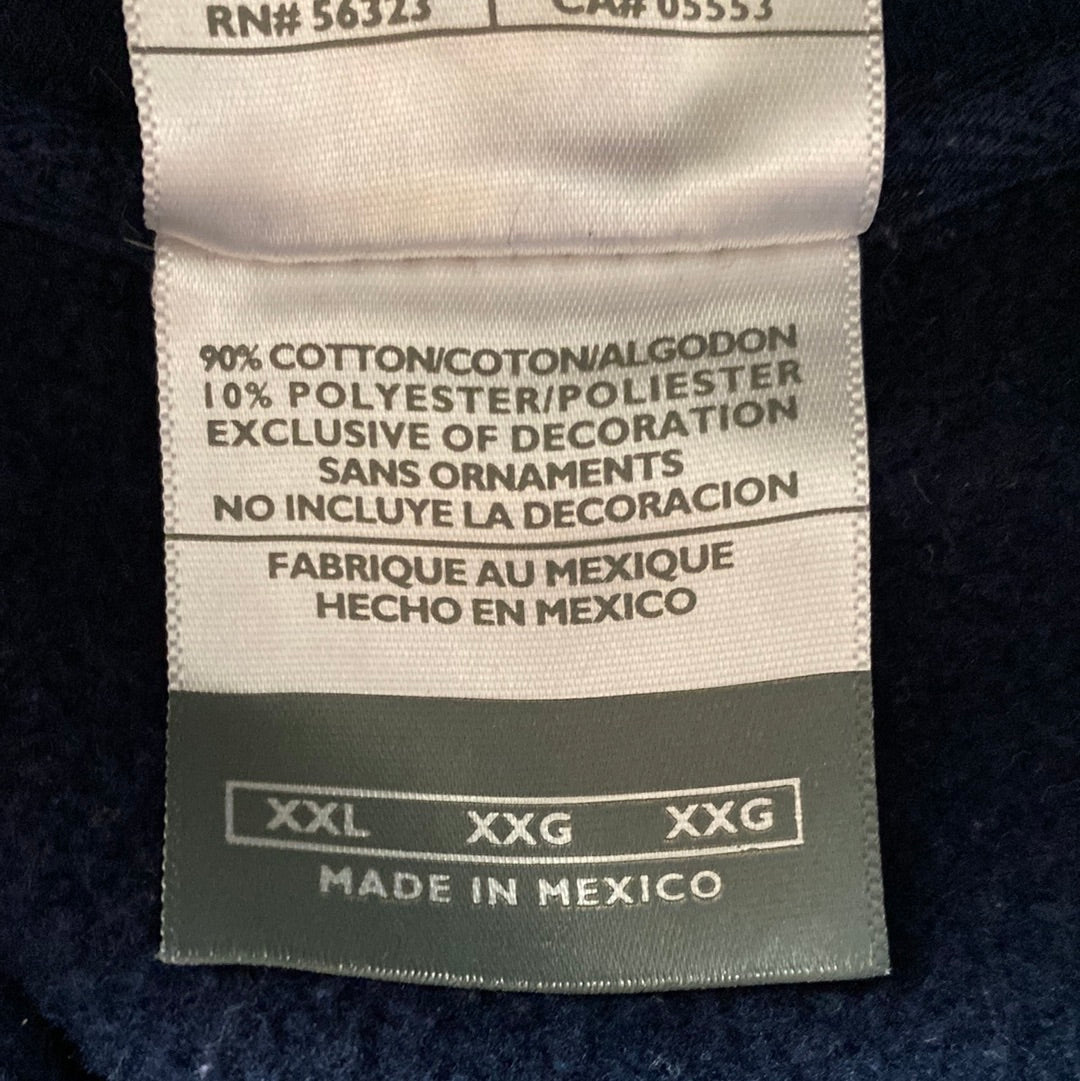 RN# 56323 CA# 05553
90% COTTON/COTON/ALGODON
10% POLYESTER/POLIESTER
EXCLUSIVE OF DECORATION
SANS ORNAMENTS
NO INCLUYE LA DECORACION
FABRIQUE AU MEXIQUE
HECHO EN MEXICO
XXL XXG XXG
MADE IN MEXICO